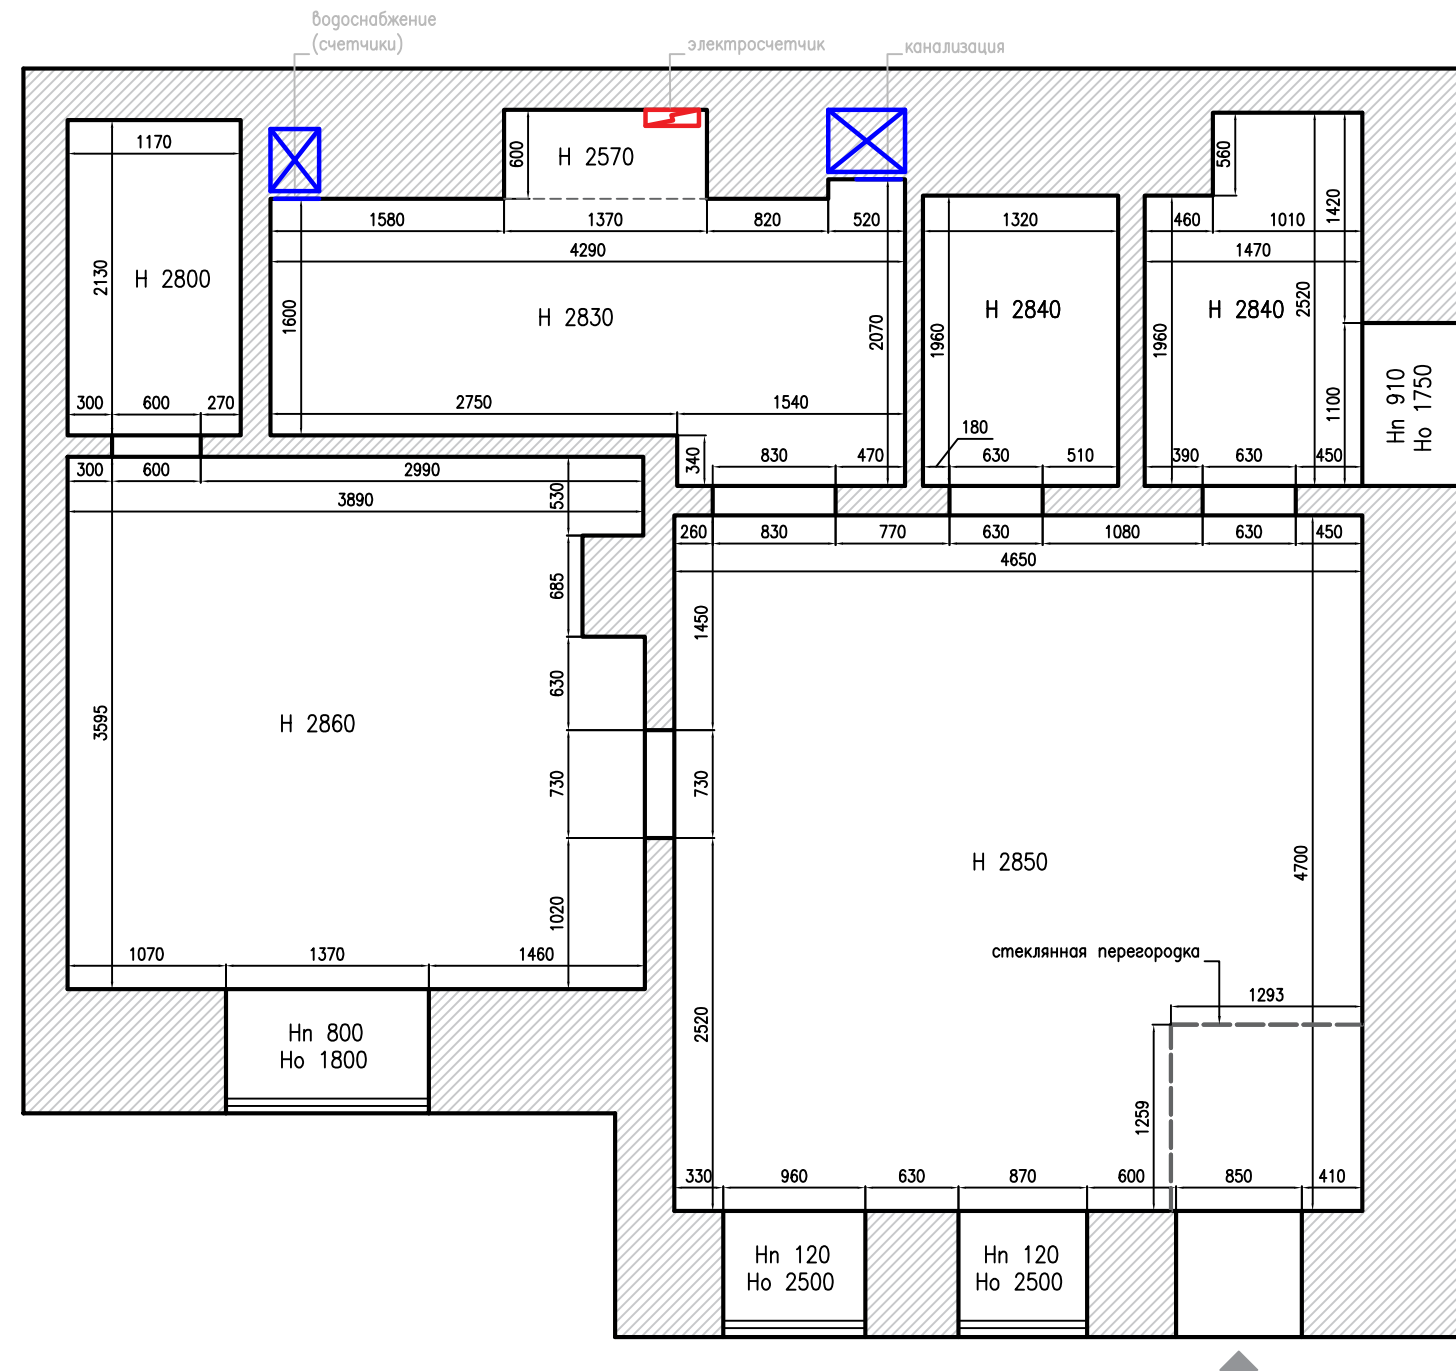 водоснабжение
(счетчики)
электросчетчик
канализация
1170
2130
H 2800
300 600 270
600
H 2570
1580 1370 820 520
4290
1600
H 2830
2070
2750 1540
340
830 470
1320
1960
H 2840
180
630 510
560
1420
460 1010
1470
2520
1960
H 2840
1100
390 630 450
Hп 910
Hо 1750
300 600 2990
3890
530
685
630
730
1020
3595
H 2860
1070 1370 1460
Hп 800
Hо 1800
260 830 770 630 1080 630 450
4650
1450
730
2520
H 2850
4700
стеклянная перегородка
1293
1259
330 960 630 870 600 850 410
Hп 120
Hо 2500
Hп 120
Hо 2500